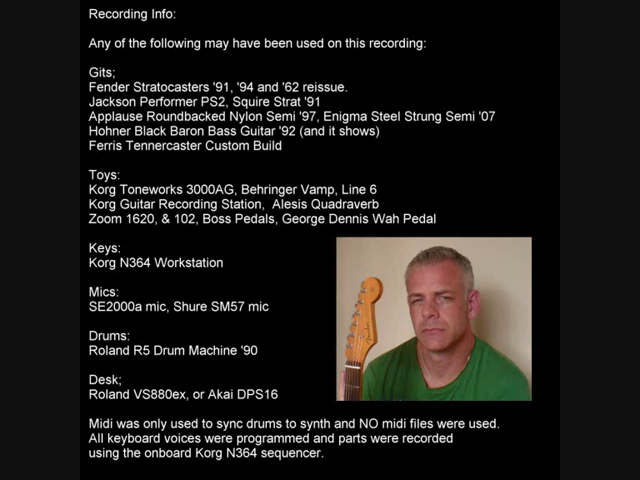 Recording Info:
Any of the following may have been used on this recording:
Gits;
Fender Stratocasters '91, '94 and '62 reissue.
Jackson Performer PS2, Squire Strat '91
Applause Roundbacked Nylon Semi '97, Enigma Steel Strung Semi '07
Hohner Black Baron Bass Guitar '92 (and it shows)
Ferris Tennercaster Custom Build
Toys:
Korg Toneworks 3000AG, Behringer Vamp, Line 6
Korg Guitar Recording Station,  Alesis Quadraverb
Zoom 1620, & 102, Boss Pedals, George Dennis Wah Pedal
Keys:
Korg N364 Workstation
Mics:
SE2000a mic, Shure SM57 mic
Drums:
Roland R5 Drum Machine '90
Desk;
Roland VS880ex, or Akai DPS16
Midi was only used to sync drums to synth and NO midi files were used.
All keyboard voices were programmed and parts were recorded
using the onboard Korg N364 sequencer.